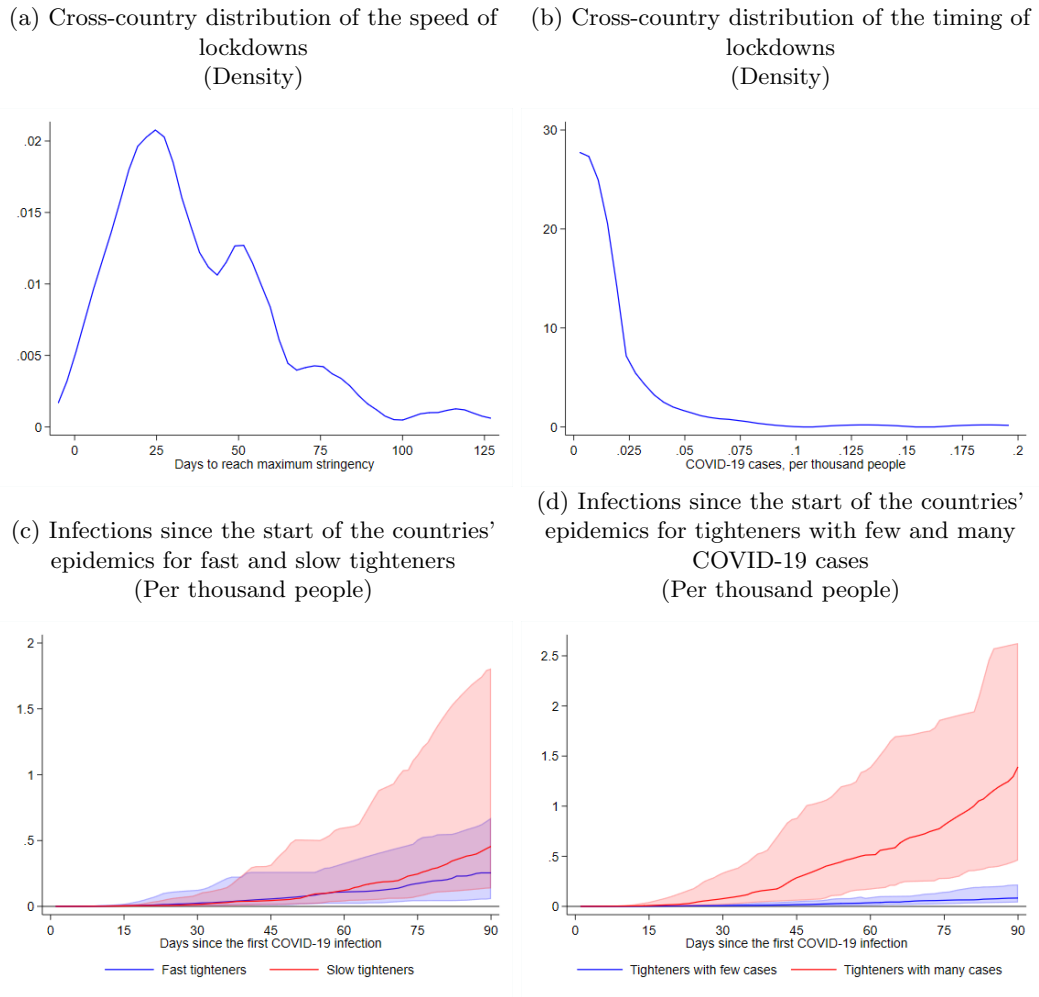 (a) Cross-country distribution of the speed of
lockdowns
(Density)
.02
.015
.01
.005
0
0 25 50 75 100 125
Days to reach maximum stringency
(b) Cross-country distribution of the timing of
lockdowns
(Density)
30
20
10
0
0 .025 .05 .075 .1 .125 .15 .175 .2
COVID-19 cases, per thousand people
(c) Infections since the start of the countries’
epidemics for fast and slow tighteners
(Per thousand people)
2
1.5
1
.5
0
0 15 30 45 60 75 90
Days since the first COVID-19 infection
Fast tighteners Slow tighteners
(d) Infections since the start of the countries’
epidemics for tighteners with few and many
COVID-19 cases
(Per thousand people)
2.5
2
1.5
1
.5
0
0 15 30 45 60 75 90
Days since the first COVID-19 infection
Tighteners with few cases Tighteners with many cases